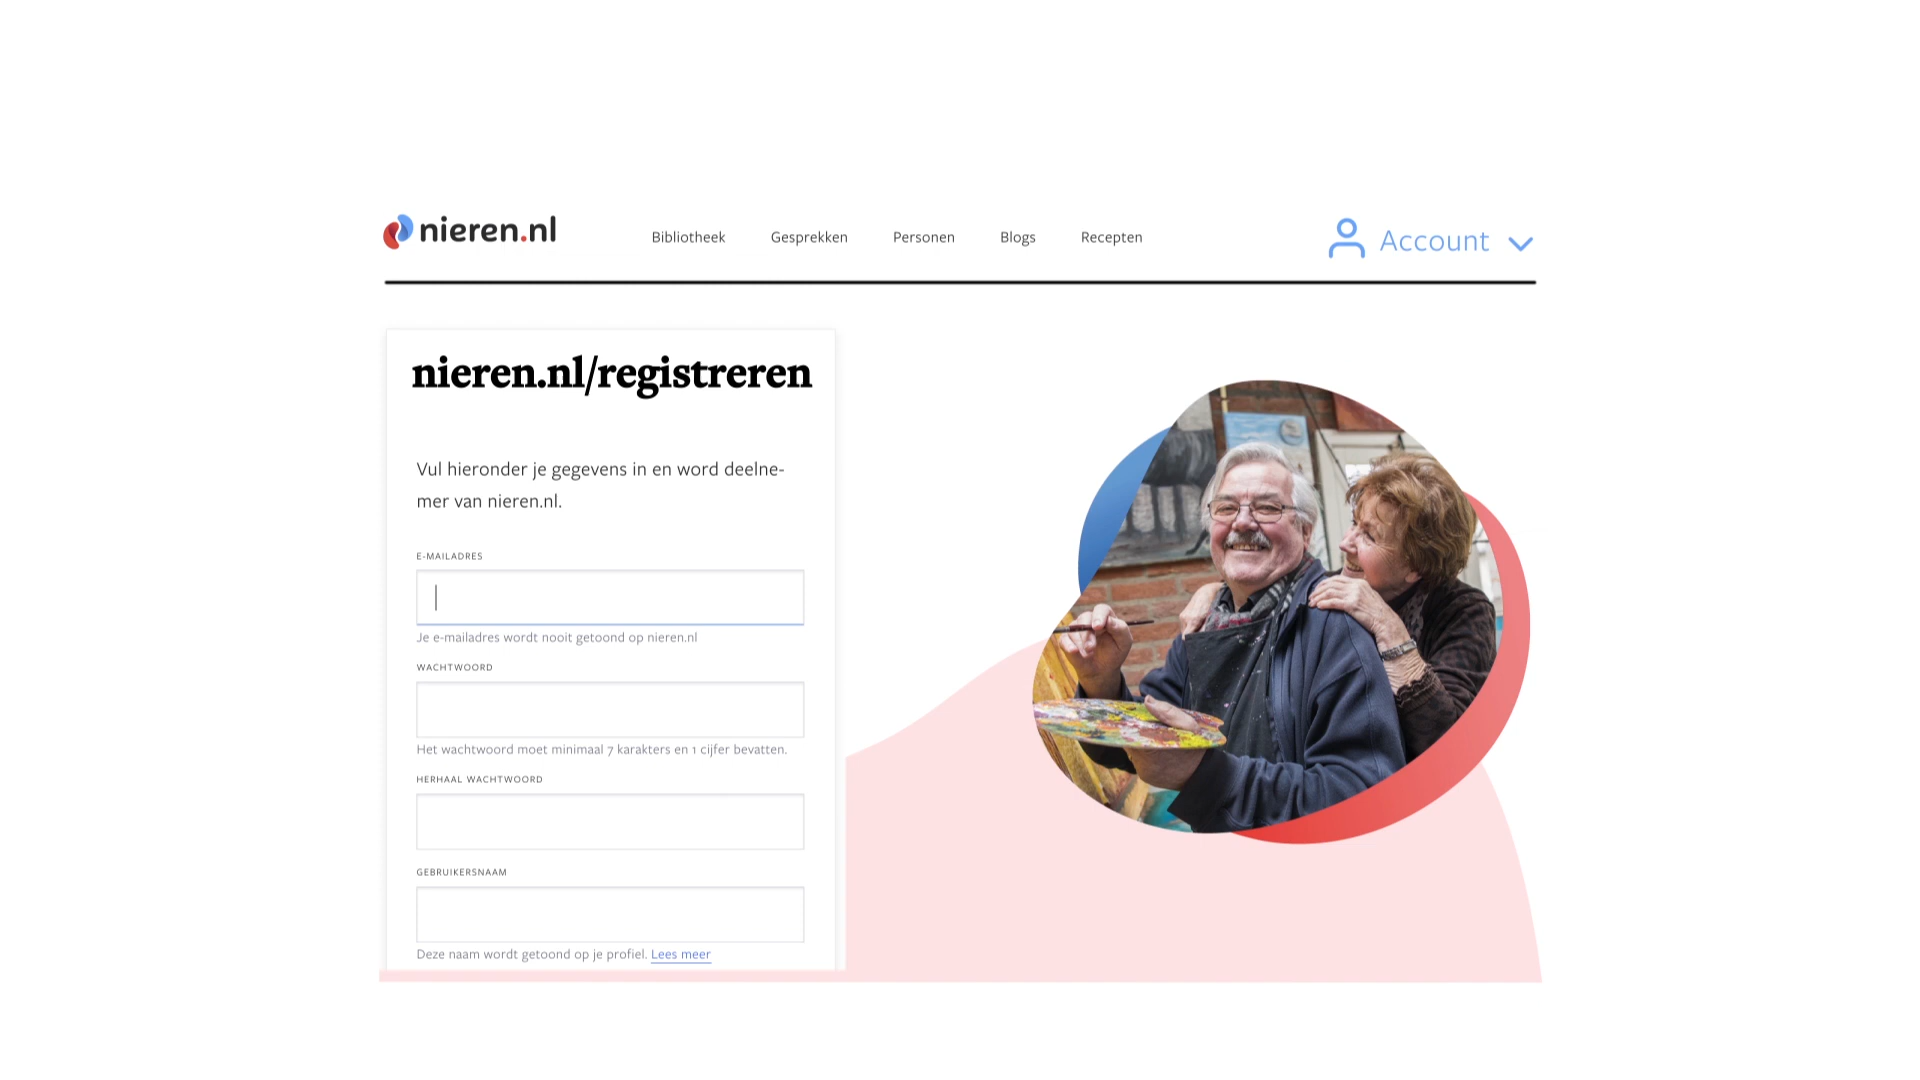 nieren.nl
Bibliotheek
Gesprekken
Personen
Blogs
Recepten
Account
nieren.nl/registreren
Vul hieronder je gegevens in en word deelne-
mer van nieren.nl.
E-MAILADRES
Je e-mailadres wordt nooit getoond op nieren.nl
WACHTWOORD
Het wachtwoord moet minimaal 7 karakters en 1 cijfer bevatten.
HERHAAL WACHTWOORD
GEBRUIKERSNAAM
Deze naam wordt getoond op je profiel. Lees meer